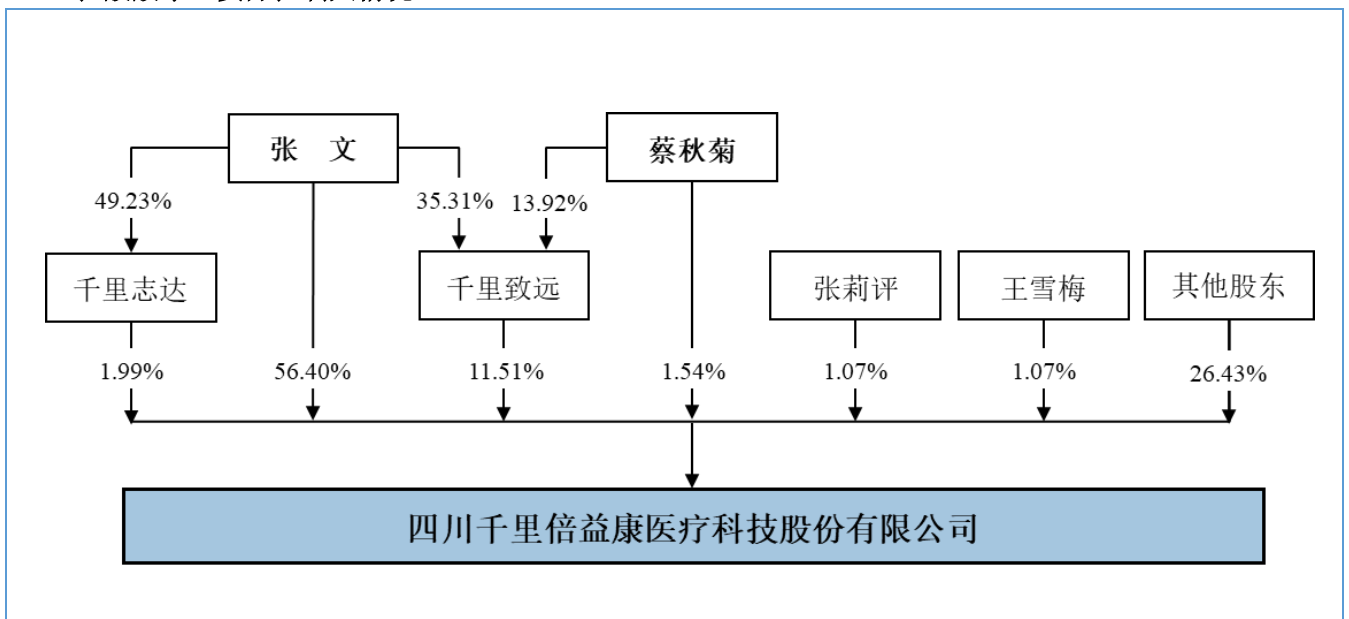 张 文
蔡秋菊
49.23%
35.31%
13.92%
千里志达
千里致远
张莉评
王雪梅
其他股东
1.99%
56.40%
11.51%
1.54%
1.07%
1.07%
26.43%
四川千里倍益康医疗科技股份有限公司